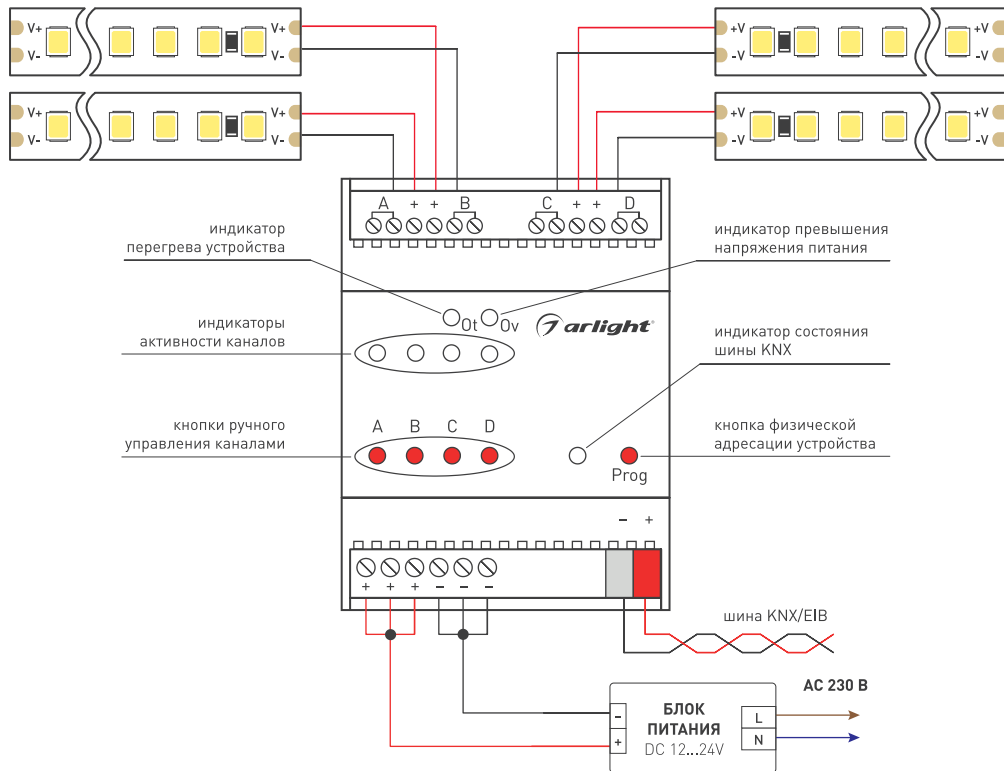 V+ V+ +V +V
V- V- -V -V
V+ V+ +V +V
V- V- -V -V
A + + B C + + D
индикатор
перегрева устройства
индикатор превышения
напряжения питания
Ot Ov
arlight
индикаторы
активности каналов
индикатор состояния
шины KNX
кнопки ручного
управления каналами
A B C D
кнопка физической
адресации устройства
Prog
– +
+ + + – – –
шина KNX/EIB
AC 230 В
БЛОК
ПИТАНИЯ
DC 12...24V
–
+
L
N